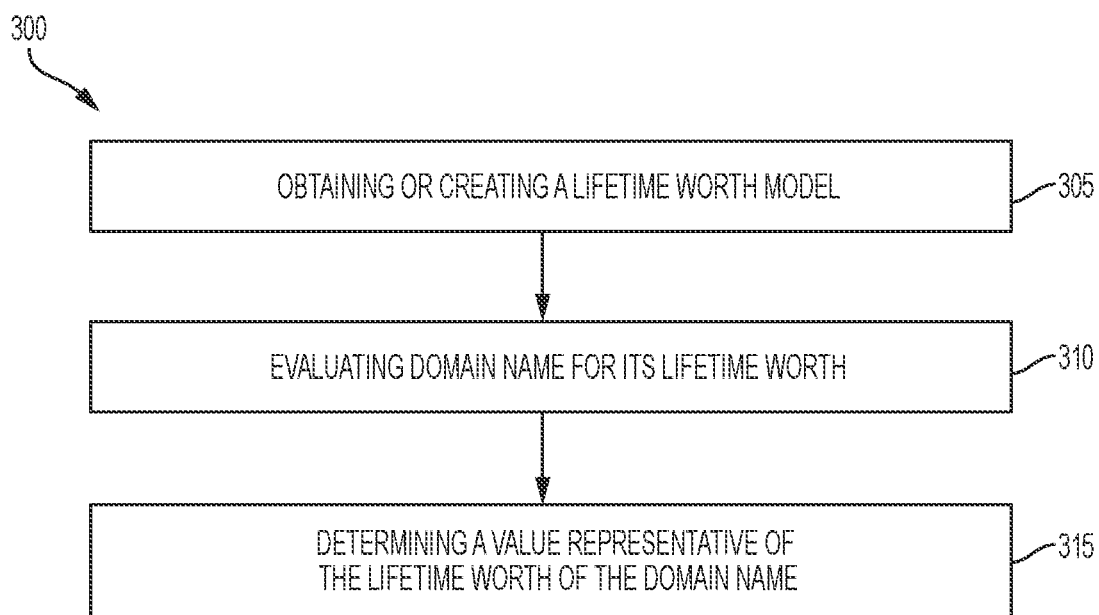 300
OBTAINING OR CREATING A LIFETIME WORTH MODEL
305
EVALUATING DOMAIN NAME FOR ITS LIFETIME WORTH
310
DETERMINING A VALUE REPRESENTATIVE OF
THE LIFETIME WORTH OF THE DOMAIN NAME
315